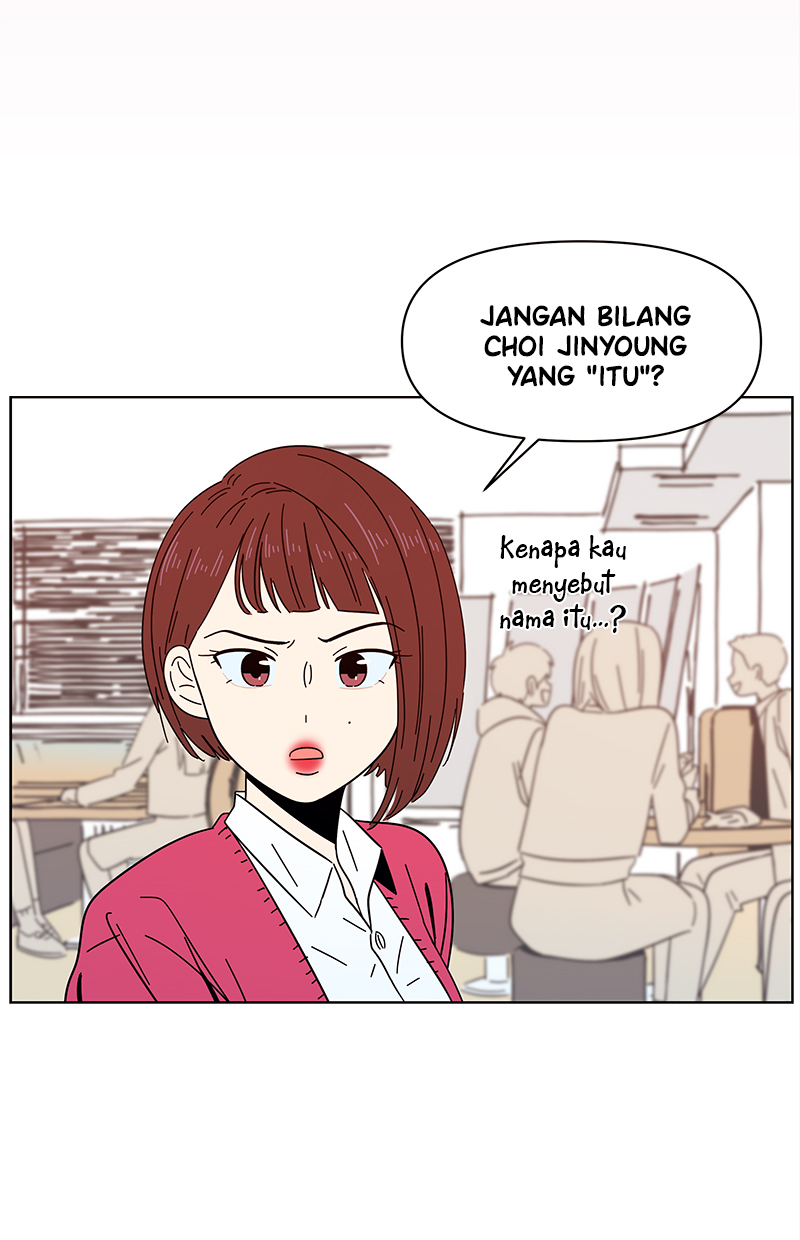 JANGAN BILANG
CHOI JINYOUNG
YANG "ITU"?
Kenapa kau
menyebut
nama itu...?